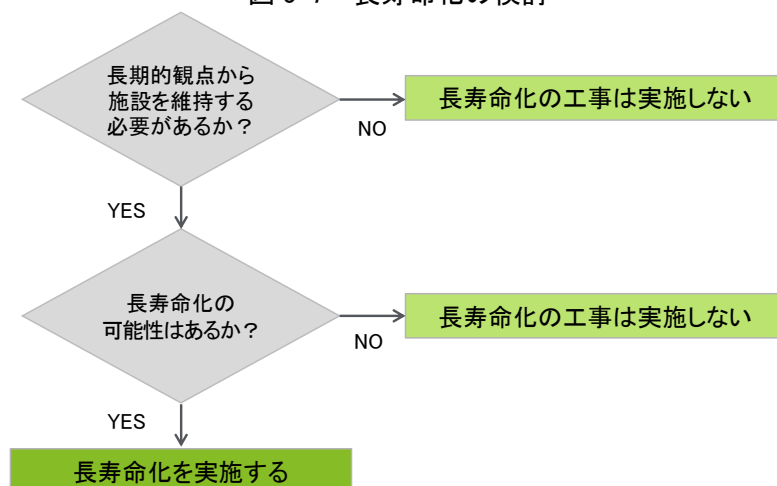 長期的観点から
施設を維持する
必要があるか？
長寿命化の工事は実施しない
NO
YES
長寿命化の
可能性はあるか？
長寿命化の工事は実施しない
NO
YES
長寿命化を実施する